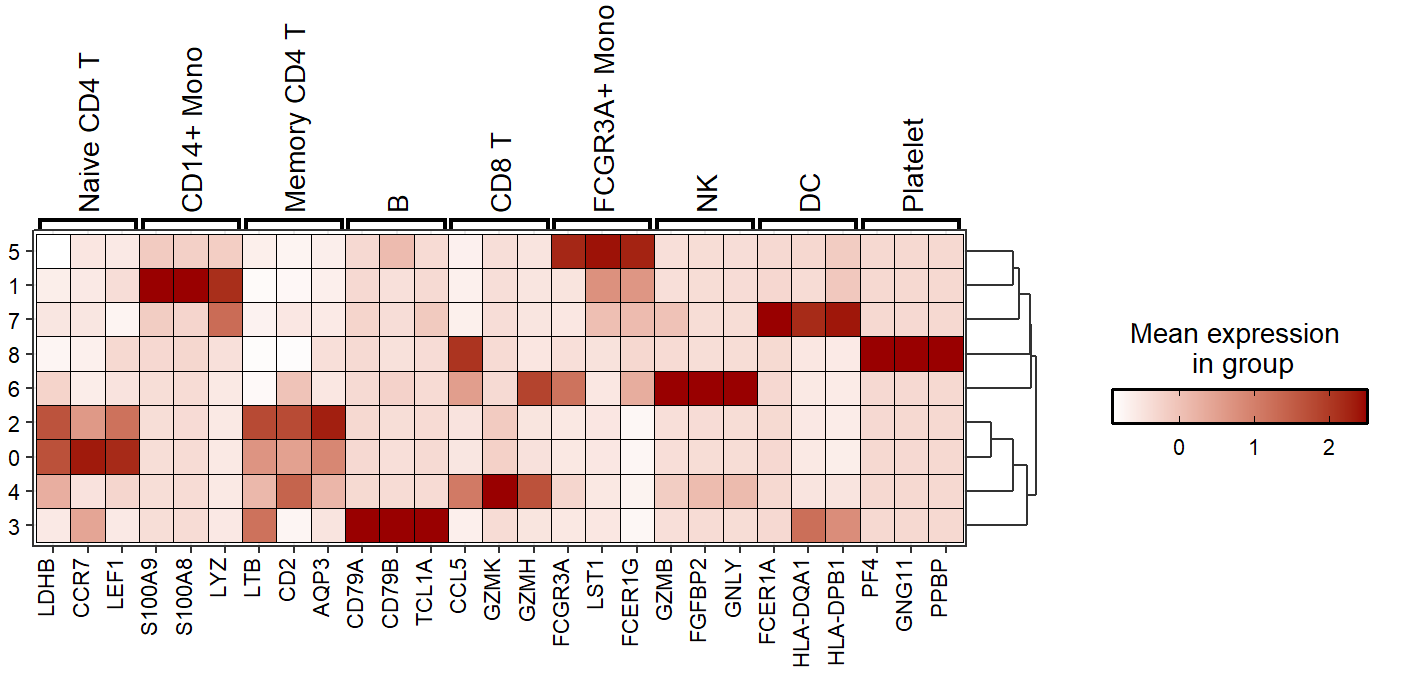 Naive CD4 T
CD14+ Mono
Memory CD4 T
B
CD8 T
FCGR3A+ Mono
NK
DC
Platelet
5
1
7
8
6
2
0
4
3
LDHB
CCR7
LEF1
S100A9
S100A8
LYZ
LTB
CD2
AQP3
CD79A
CD79B
TCL1A
CCL5
GZMK
GZMH
FCGR3A
LST1
FCER1G
GZMB
FGFBP2
GNLY
FCER1A
HLA-DQA1
HLA-DPB1
PF4
GNG11
PPBP
Mean expression
in group
0 1 2